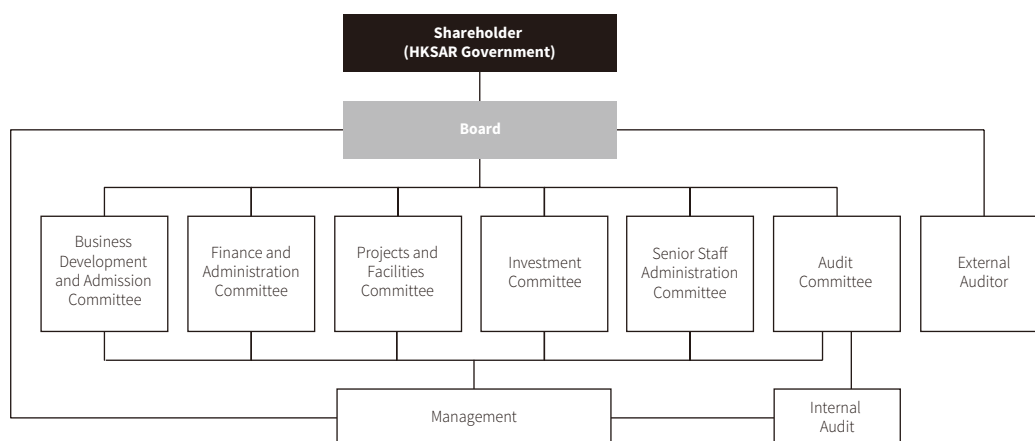 Shareholder
(HKSAR Government)
Board
Business
Development
and Admission
Committee
Finance and
Administration
Committee
Projects and
Facilities
Committee
Investment
Committee
Senior Staff
Administration
Committee
Audit
Committee
External
Auditor
Management
Internal
Audit